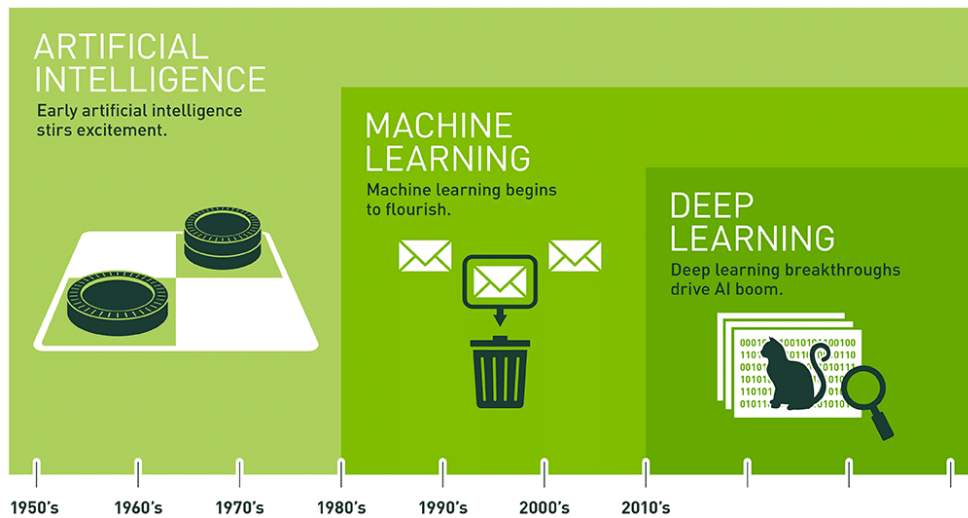 ARTIFICIAL
INTELLIGENCE
Early artificial intelligence
stirs excitement.
MACHINE
LEARNING
Machine learning begins
to flourish.
DEEP
LEARNING
Deep learning breakthroughs
drive AI boom.
1950's 1960's 1970's 1980's 1990's 2000's 2010's